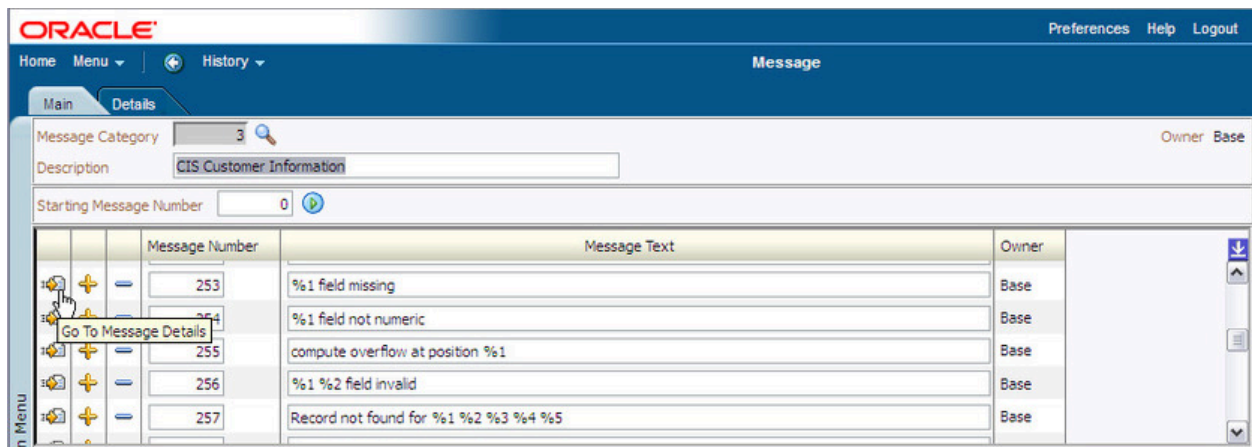 ORACLE
Preferences Help Logout
Home Menu History Message
Main Details
Message Category 3 Owner Base
Description CIS Customer Information
Starting Message Number 0
Message Number Message Text Owner
253 %1 field missing Base
254 %1 field not numeric Base
Go To Message Details
255 compute overflow at position %1 Base
256 %1 %2 field invalid Base
257 Record not found for %1 %2 %3 %4 %5 Base
Menu